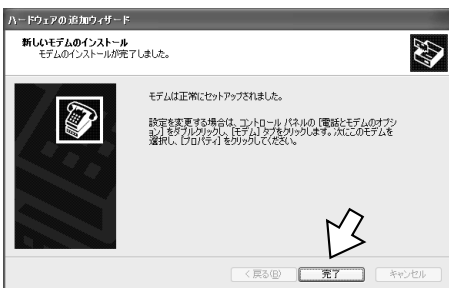 ハードウェアの追加ウィザード
新しいモデムのインストール
モデムのインストールが完了しました。
モデムは正常にセットアップされました。
設定を変更する場合は、コントロール パネルの [電話とモデムのオプシ
ョン] をダブルクリックし、[モデム] タブをクリックします。次にこのモデムを
選択し、[プロパティ] をクリックしてください。
< 戻る(B)
完了
キャンセル